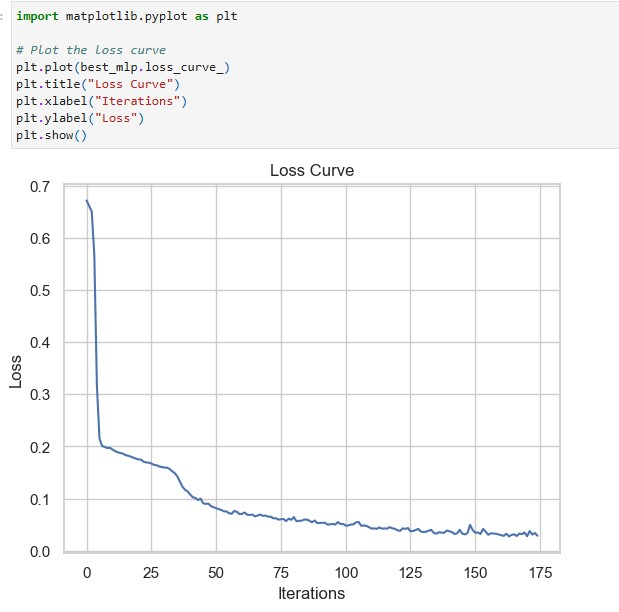 import matplotlib.pyplot as plt
# Plot the loss curve
plt.plot(best_mlp.loss_curve_)
plt.title("Loss Curve")
plt.xlabel("Iterations")
plt.ylabel("Loss")
plt.show()
Loss Curve
0.7
0.6
0.5
0.4
0.3
0.2
0.1
0.0
Loss
0 25 50 75 100 125 150 175
Iterations